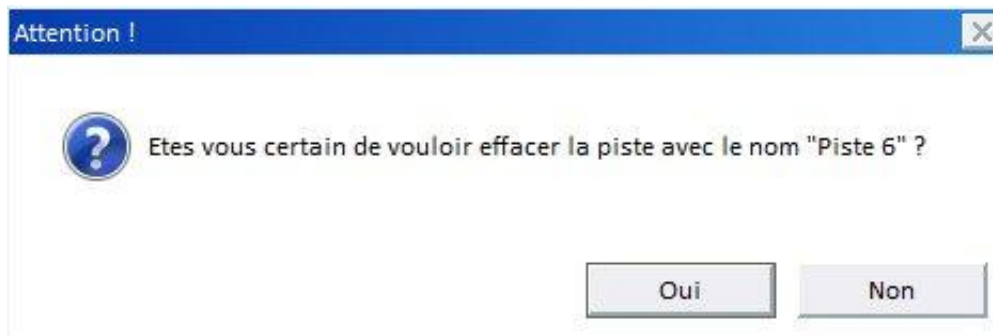 Attention !
Etes vous certain de vouloir effacer la piste avec le nom "Piste 6" ?
Oui Non